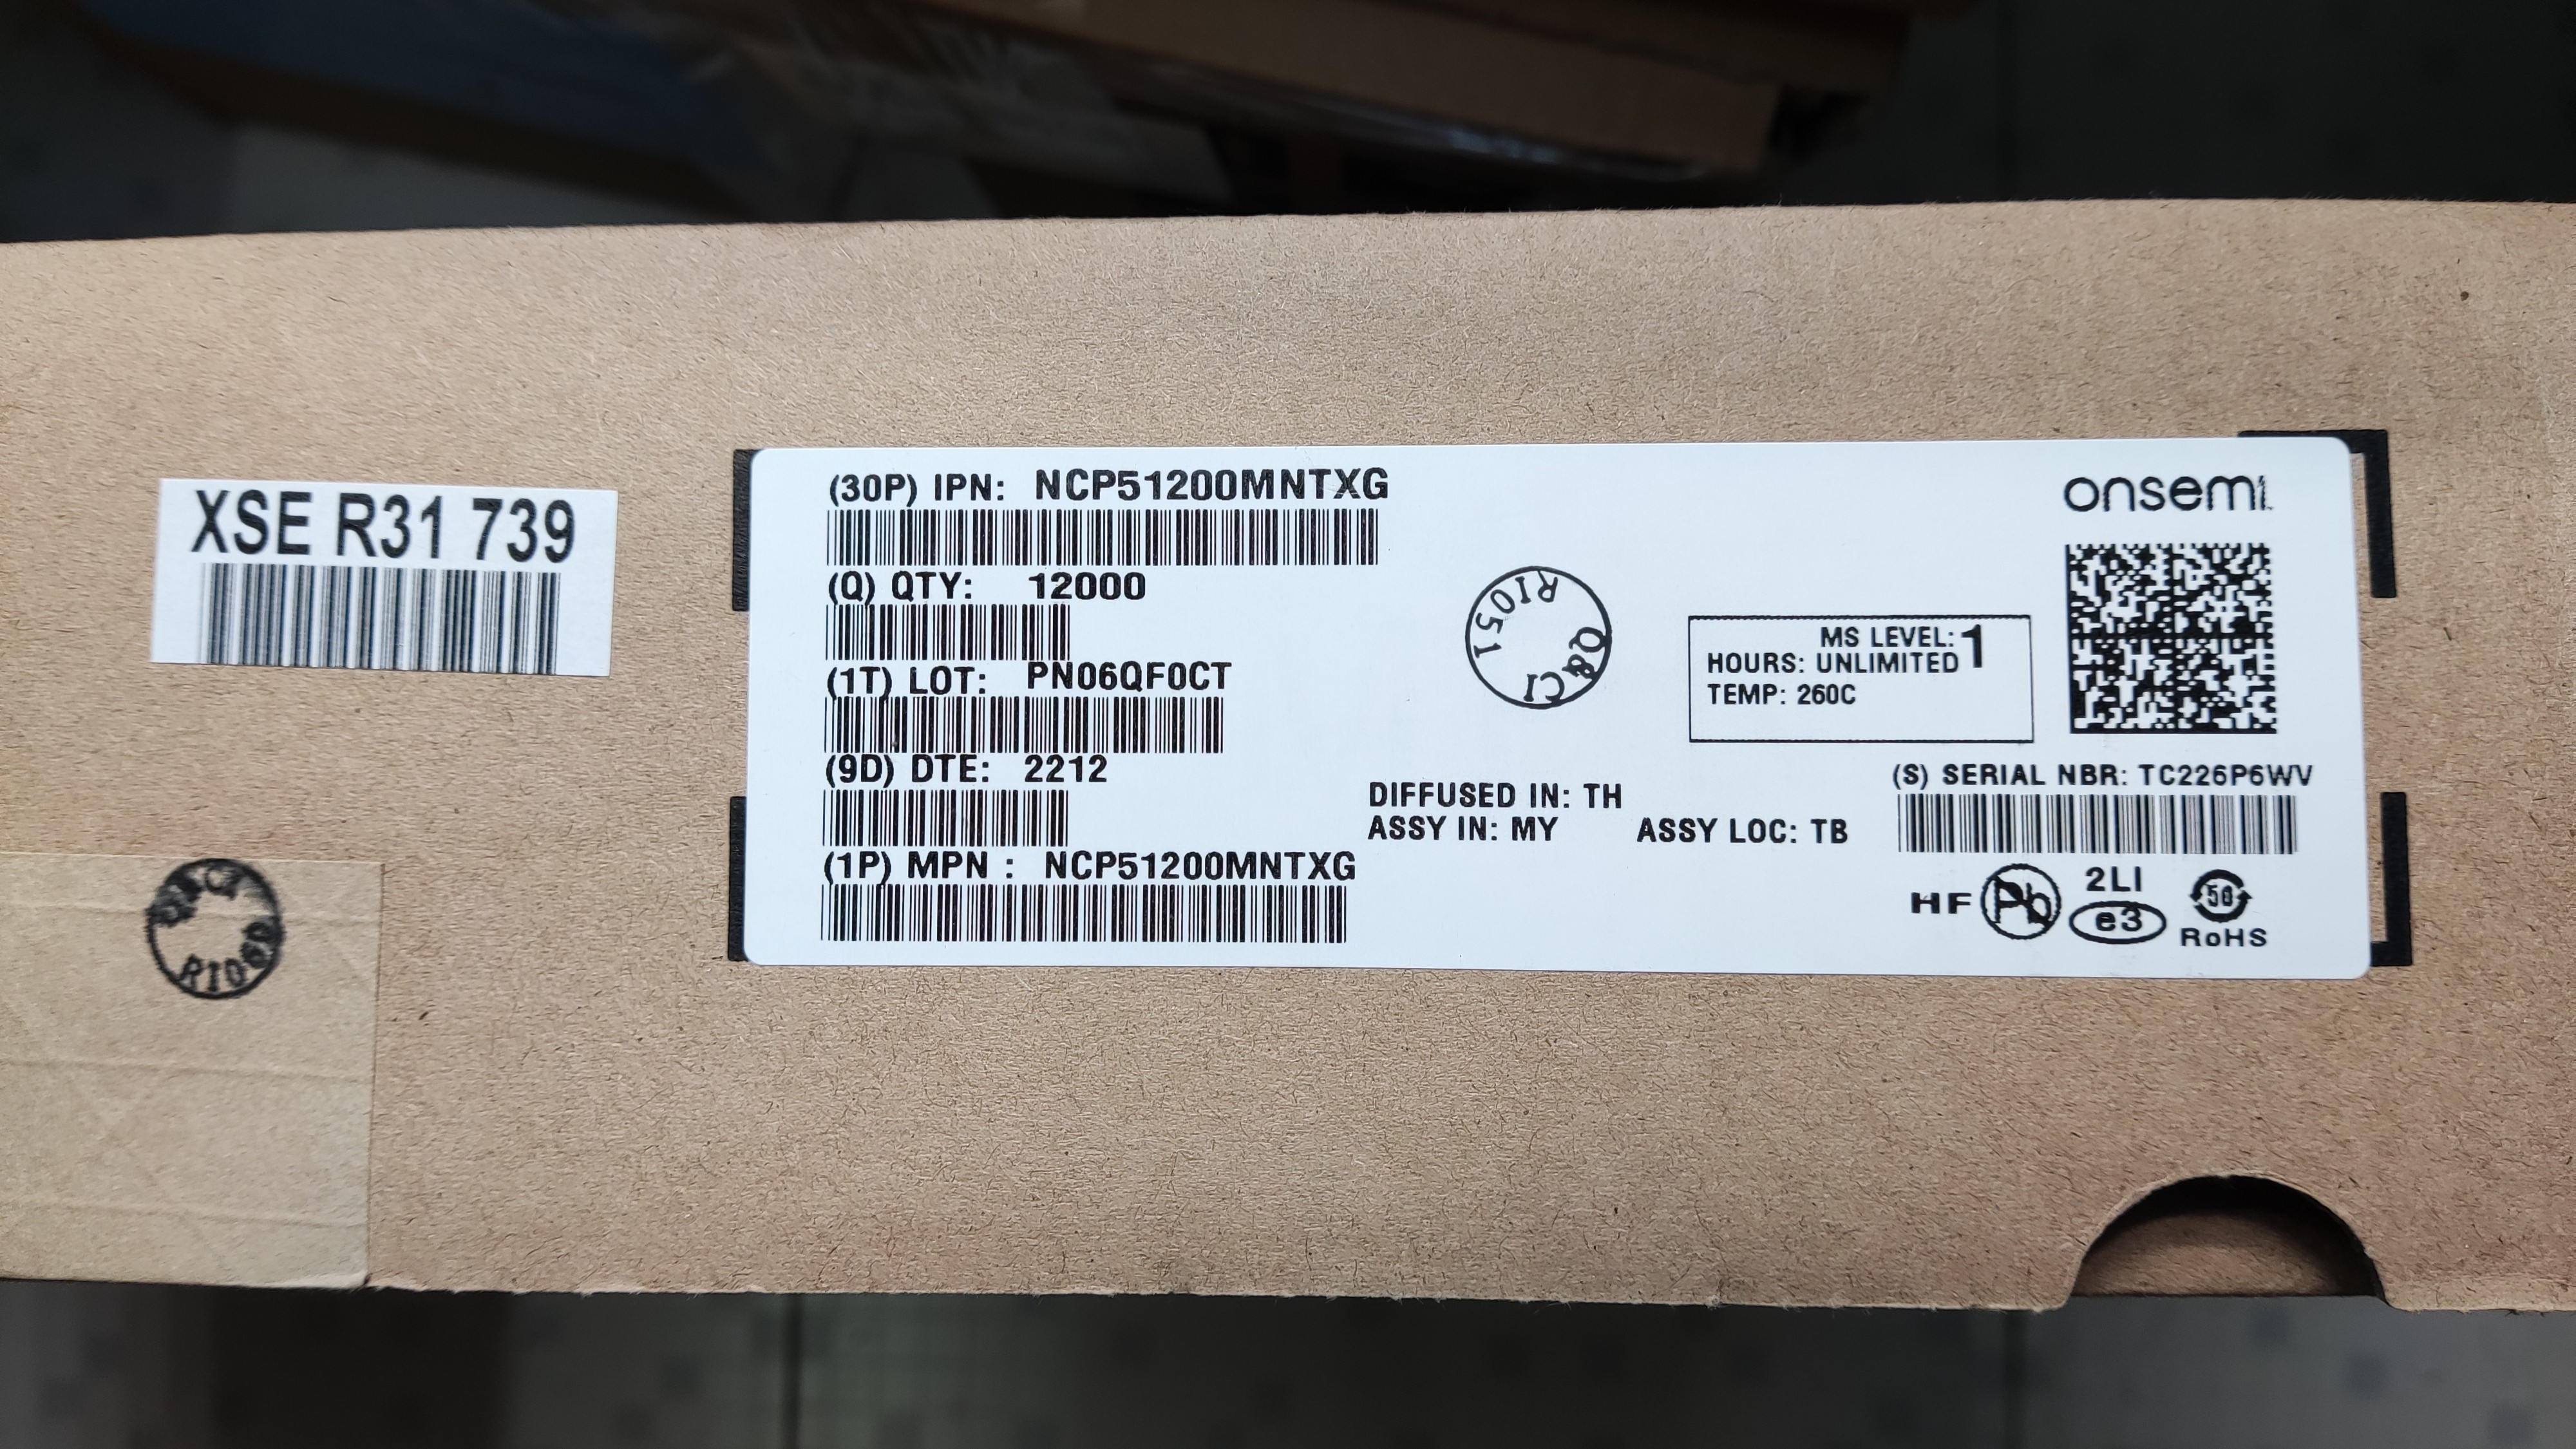 XSE R31 739
(30P) IPN: NCP51200MNTXG
(Q) QTY: 12000
(1T) LOT: PN06QF0CT
(9D) DTE: 2212
(1P) MPN : NCP51200MNTXG
RI051
Q&CI
DIFFUSED IN: TH
ASSY IN: MY
ASSY LOC: TB
MS LEVEL: 1
HOURS: UNLIMITED
TEMP: 260C
onsemi
(S) SERIAL NBR: TC226P6WV
HF
Pb
2LI
e3
50
RoHS